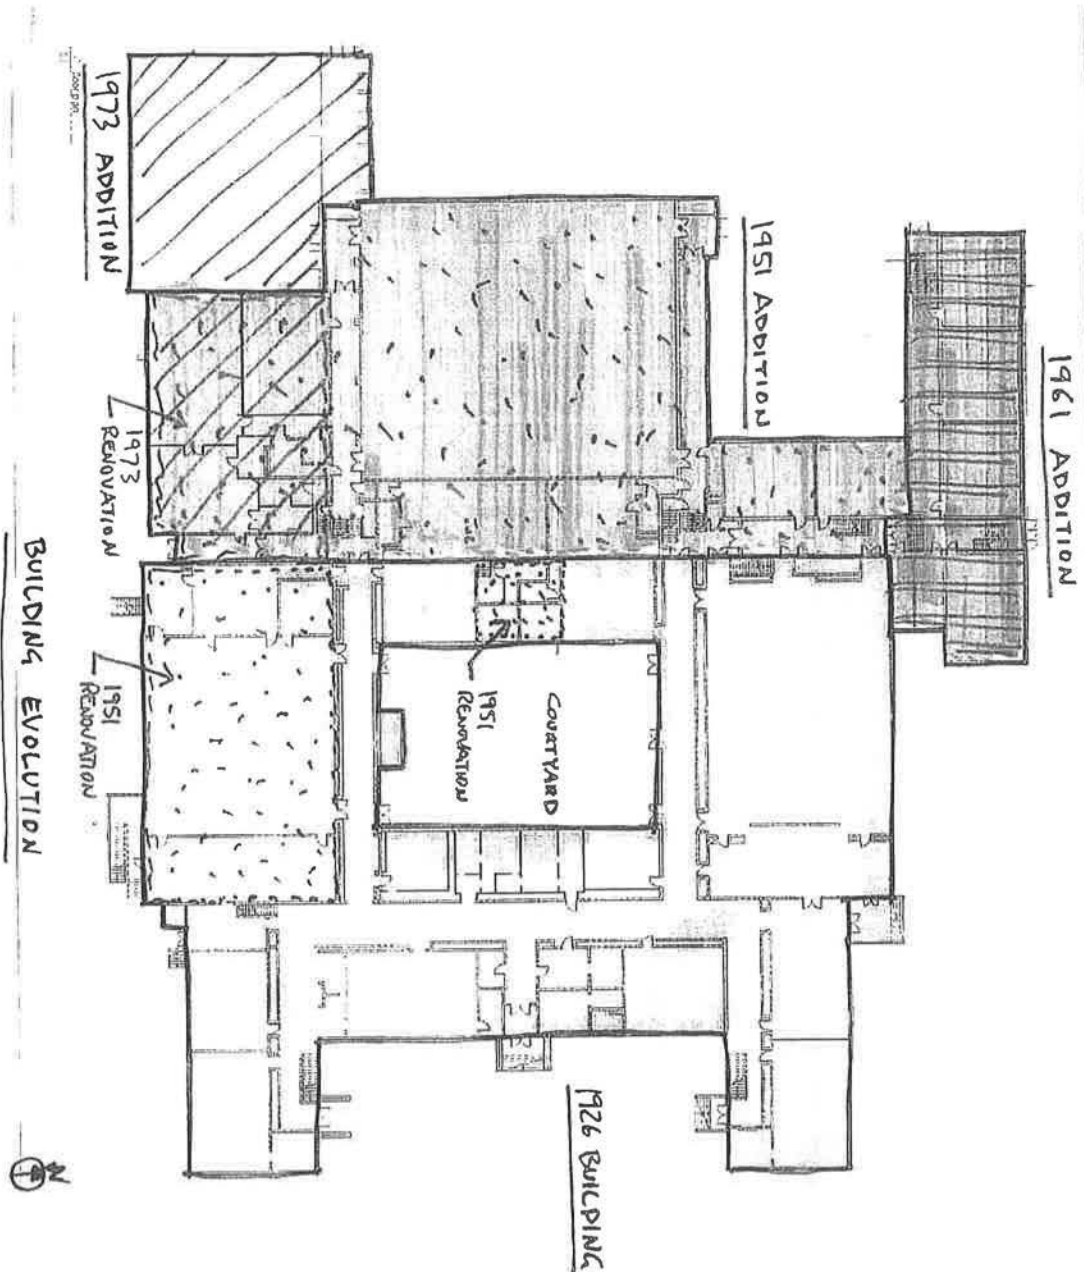 1961 ADDITION
1951 ADDITION
1926 BUILDING
COURTYARD
1951
RENOVATION
1973
RENOVATION
1973 ADDITION
1951
RENOVATION
BUILDING EVOLUTION
N